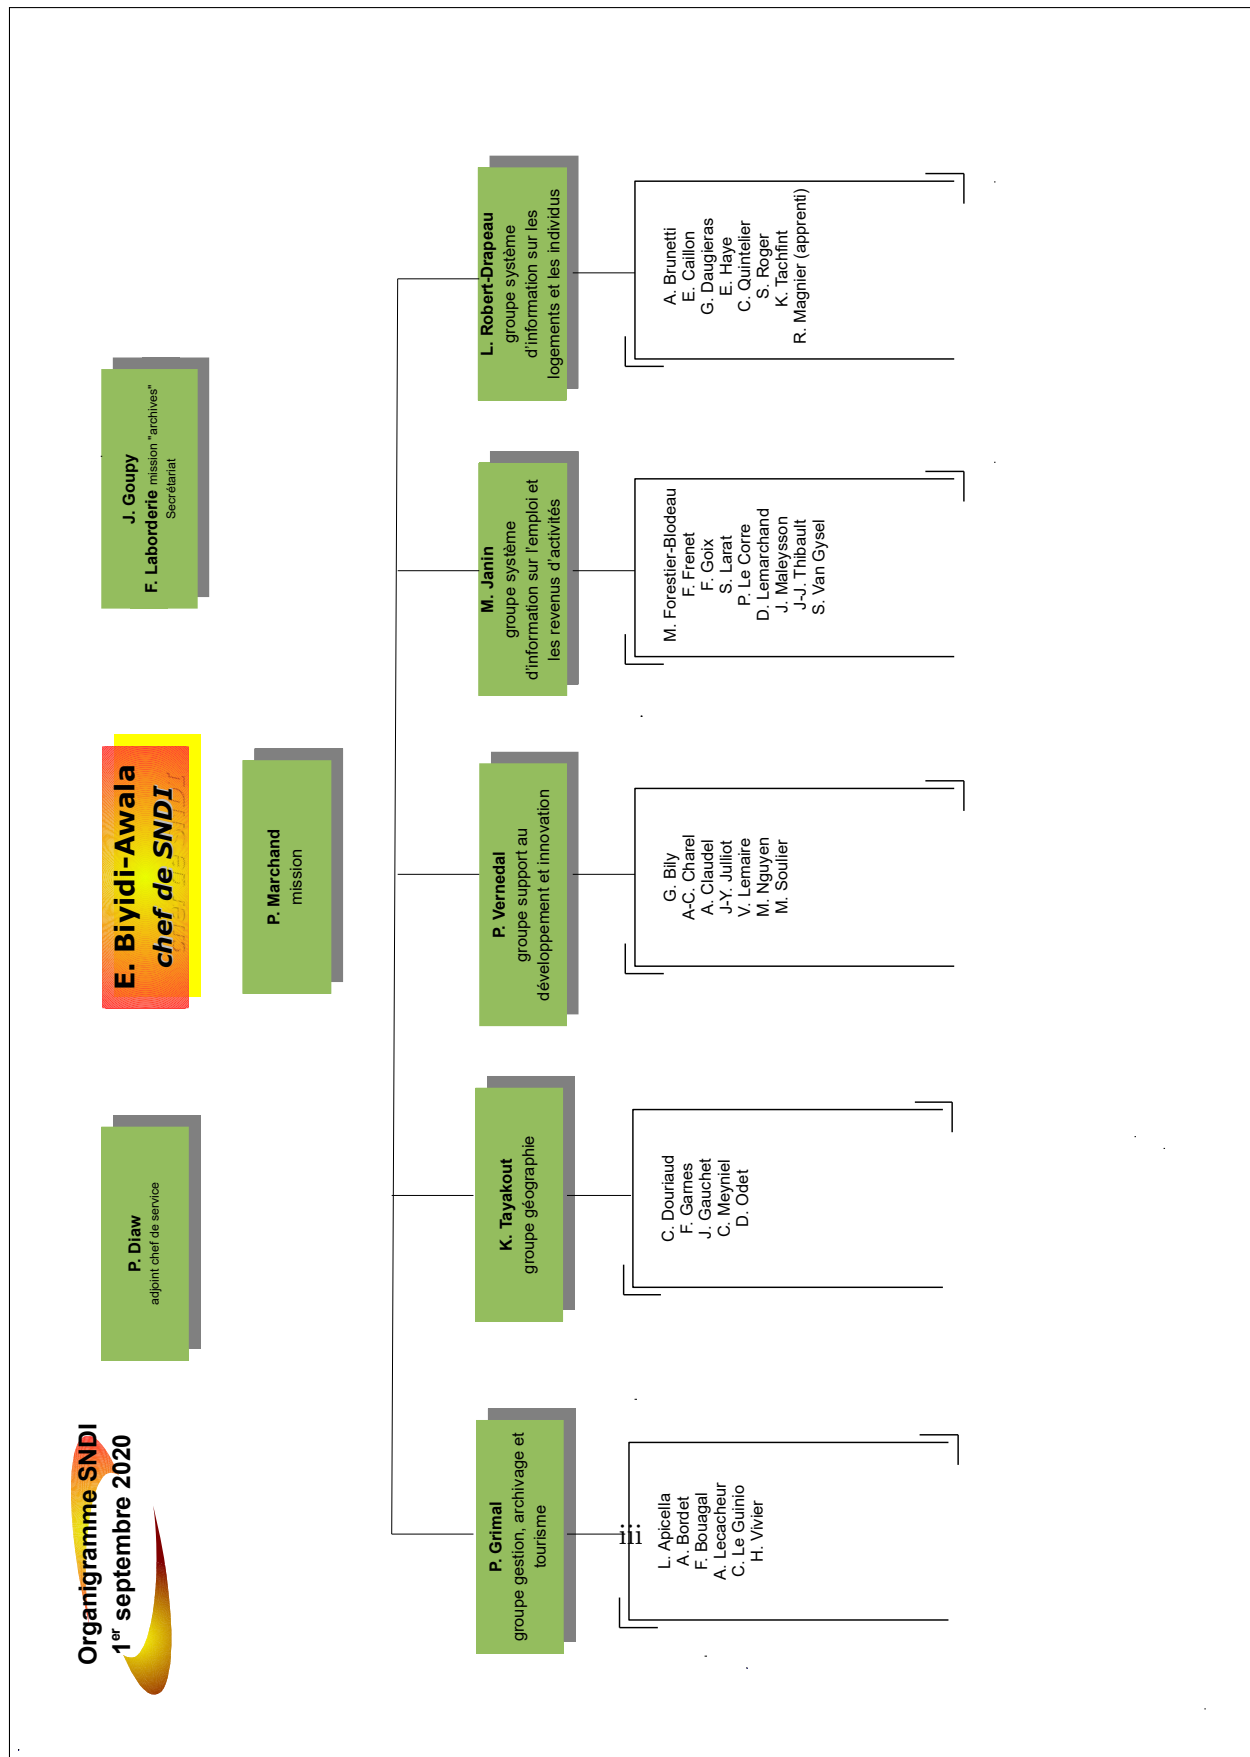 Organigramme SNDI
1er septembre 2020
P. Diaw
adjoint chef de service
E. Biyidi-Awala
chef de SNDI
J. Goupy
F. Laborderie mission "archives"
Secrétariat
P. Marchand
mission
P. Grimal
groupe gestion, archivage et
tourisme
L. Apicella
A. Bordet
F. Bouagal
A. Lecacheur
C. Le Guinio
H. Vivier
K. Tayakout
groupe géographie
C. Douriaud
F. Garnes
J. Gauchet
C. Meyniel
D. Odet
P. Vernedal
groupe support au
développement et innovation
G. Bily
A-C. Charel
A. Claudel
J-Y. Julliot
V. Lemaire
M. Nguyen
M. Soulier
M. Janin
groupe système
d'information sur l'emploi et
les revenus d'activités
M. Forestier-Blodeau
F. Frenet
F. Goix
S. Larat
P. Le Corre
D. Lemarchand
J. Maleysson
J-J. Thibault
S. Van Gysel
L. Robert-Drapeau
groupe système
d'information sur les
logements et les individus
A. Brunetti
E. Caillon
G. Daugieras
E. Haye
C. Quintelier
S. Roger
K. Tachfint
R. Magnier (apprenti)
iii